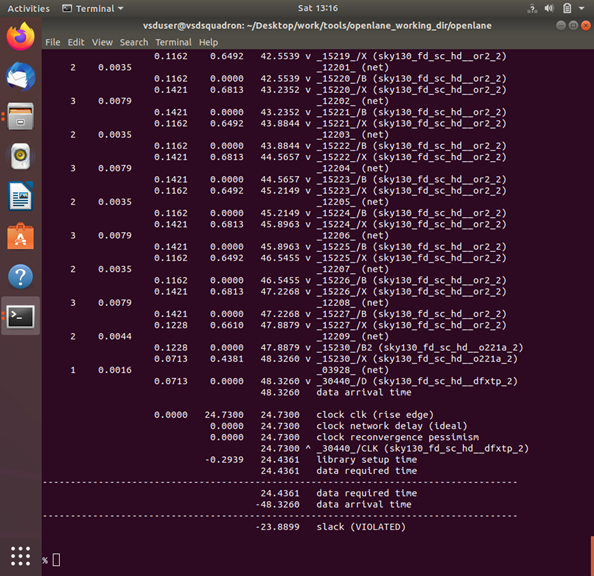 Activities Terminal Sat 13:16
vsduser@vsdsquadron: ~/Desktop/work/tools/openlane_working_dir/openlane
File Edit View Search Terminal Help
0.1162 0.6492 42.5539 v _15219_/X (sky130_fd_sc_hd__or2_2)
2 0.0035 _12201_ (net)
0.1162 0.0000 42.5539 v _15220_/B (sky130_fd_sc_hd__or2_2)
0.1421 0.6813 43.2352 v _15220_/X (sky130_fd_sc_hd__or2_2)
3 0.0079 _12202_ (net)
0.1421 0.0000 43.2352 v _15221_/B (sky130_fd_sc_hd__or2_2)
0.1162 0.6492 43.8844 v _15221_/X (sky130_fd_sc_hd__or2_2)
2 0.0035 _12203_ (net)
0.1162 0.0000 43.8844 v _15222_/B (sky130_fd_sc_hd__or2_2)
0.1421 0.6813 44.5657 v _15222_/X (sky130_fd_sc_hd__or2_2)
3 0.0079 _12204_ (net)
0.1421 0.0000 44.5657 v _15223_/B (sky130_fd_sc_hd__or2_2)
0.1162 0.6492 45.2149 v _15223_/X (sky130_fd_sc_hd__or2_2)
2 0.0035 _12205_ (net)
0.1162 0.0000 45.2149 v _15224_/B (sky130_fd_sc_hd__or2_2)
0.1421 0.6813 45.8963 v _15224_/X (sky130_fd_sc_hd__or2_2)
3 0.0079 _12206_ (net)
0.1421 0.0000 45.8963 v _15225_/B (sky130_fd_sc_hd__or2_2)
0.1162 0.6492 46.5455 v _15225_/X (sky130_fd_sc_hd__or2_2)
2 0.0035 _12207_ (net)
0.1162 0.0000 46.5455 v _15226_/B (sky130_fd_sc_hd__or2_2)
0.1421 0.6813 47.2268 v _15226_/X (sky130_fd_sc_hd__or2_2)
3 0.0079 _12208_ (net)
0.1421 0.0000 47.2268 v _15227_/B (sky130_fd_sc_hd__or2_2)
0.1228 0.6610 47.8879 v _15227_/X (sky130_fd_sc_hd__or2_2)
2 0.0044 _12209_ (net)
0.1228 0.0000 47.8879 v _15230_/B2 (sky130_fd_sc_hd__o221a_2)
0.0713 0.4381 48.3260 v _15230_/X (sky130_fd_sc_hd__o221a_2)
1 0.0016 _03928_ (net)
0.0713 0.0000 48.3260 v _30440_/D (sky130_fd_sc_hd__dfxtp_2)
48.3260 data arrival time
0.0000 24.7300 24.7300 clock clk (rise edge)
0.0000 24.7300 clock network delay (ideal)
0.0000 24.7300 clock reconvergence pessimism
24.7300 ^ _30440_/CLK (sky130_fd_sc_hd__dfxtp_2)
-0.2939 24.4361 library setup time
24.4361 data required time
---------------------------------------------------------------------------------
24.4361 data required time
-48.3260 data arrival time
---------------------------------------------------------------------------------
-23.8899 slack (VIOLATED)
%